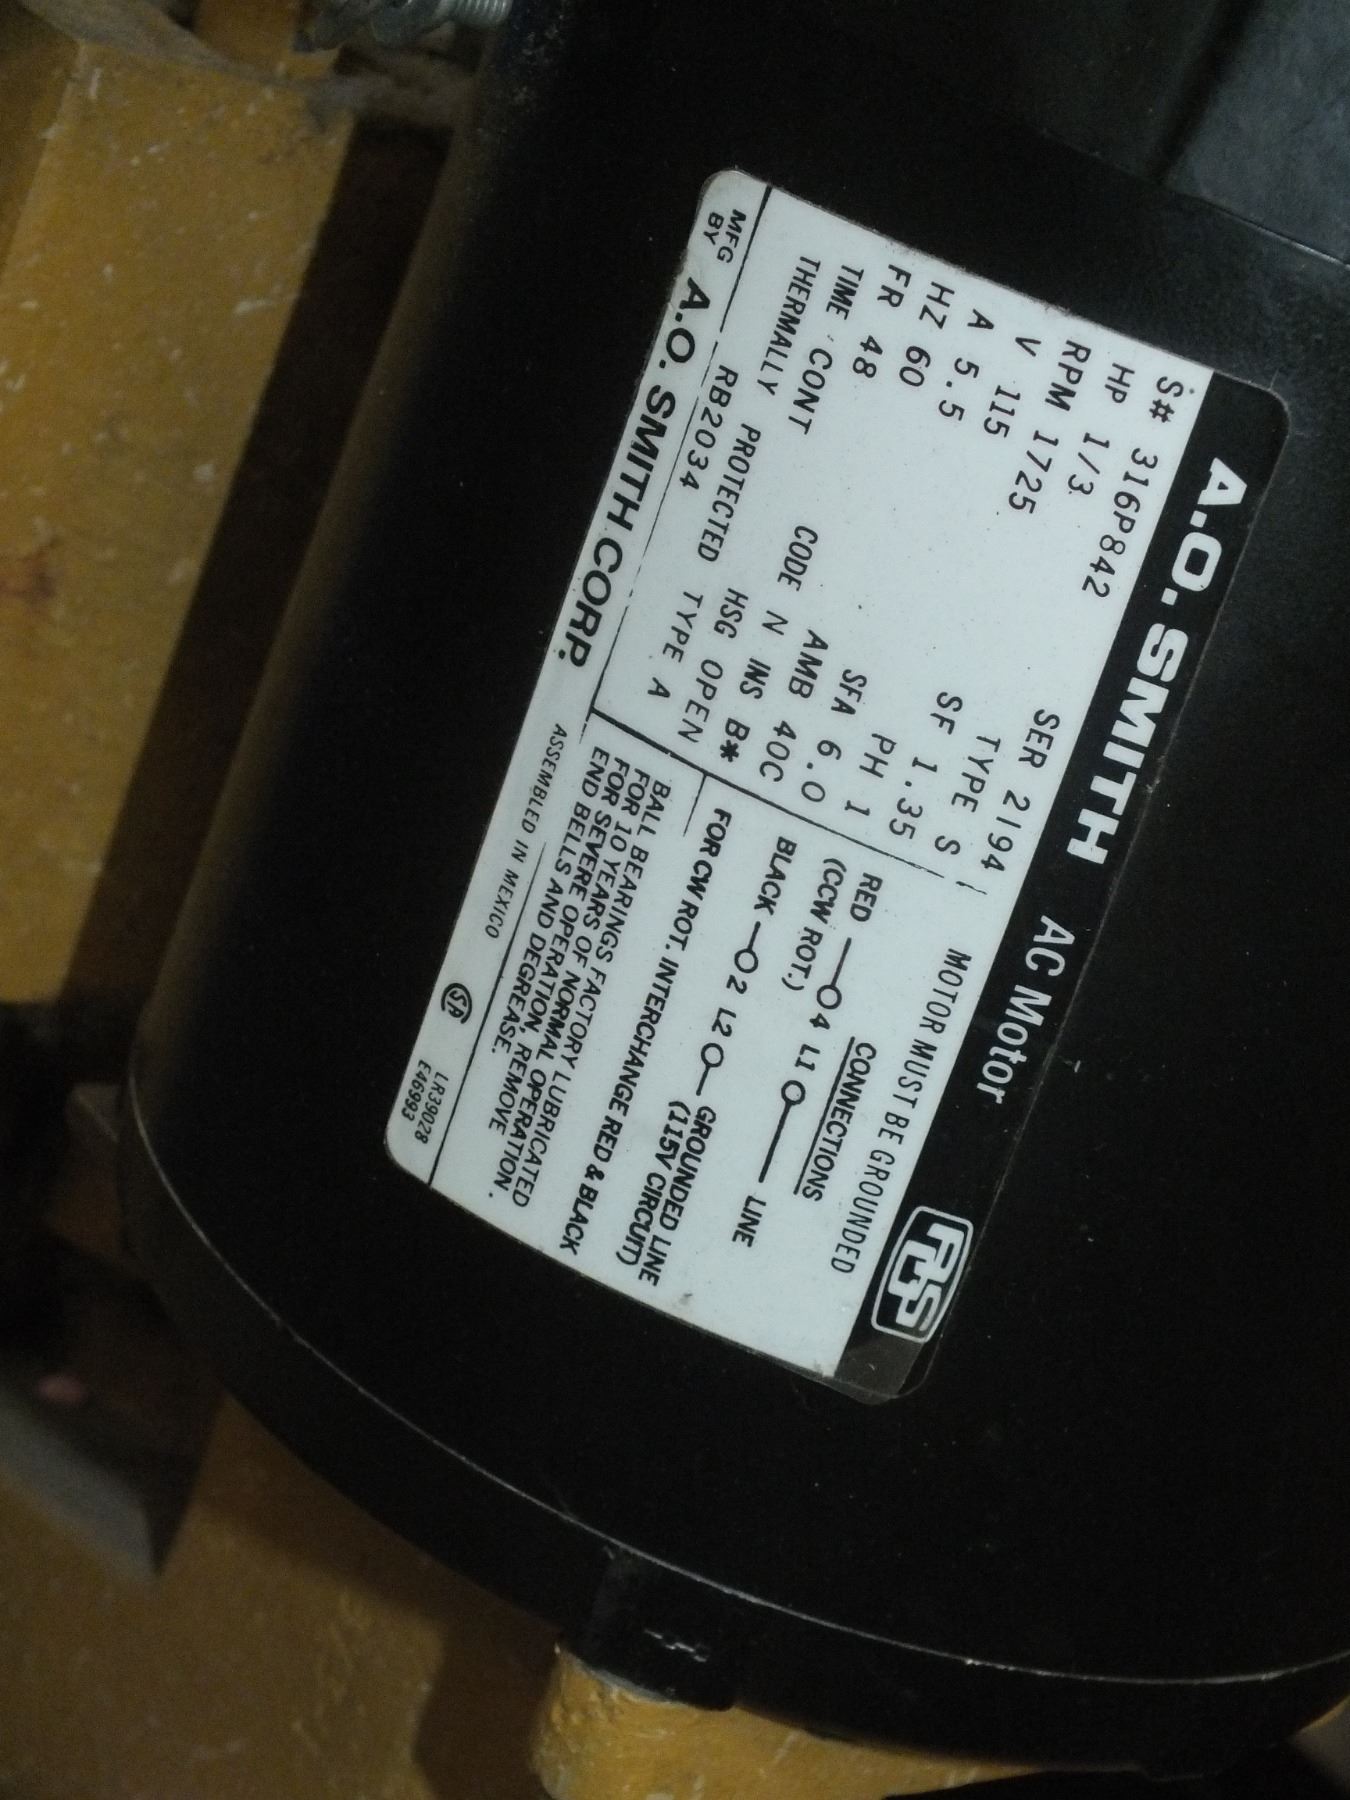 A.O. SMITH AC Motor PLUS
S# 316P842 SER 2194
HP 1/3 TYPE S
RPM 1725 SF 1.35
V 115 PH 1
A 5.5 SFA 6.0
HZ 60 AMB 40C
FR 48 CODE N INS B*
TIME CONT HSG OPEN
THERMALLY PROTECTED TYPE A
RB2034
MOTOR MUST BE GROUNDED
CONNECTIONS
RED 4 L1 LINE
(CCW ROT.)
BLACK 2 L2 GROUNDED LINE
(115V CIRCUIT)
FOR CW ROT. INTERCHANGE RED & BLACK
BALL BEARINGS FACTORY LUBRICATED
FOR 10 YEARS OF NORMAL OPERATION.
FOR SEVERE OPERATION, REMOVE
END BELLS AND DEGREASE.
MFG BY A.O. SMITH CORP.
ASSEMBLED IN MEXICO
SA
LR39028
E46993